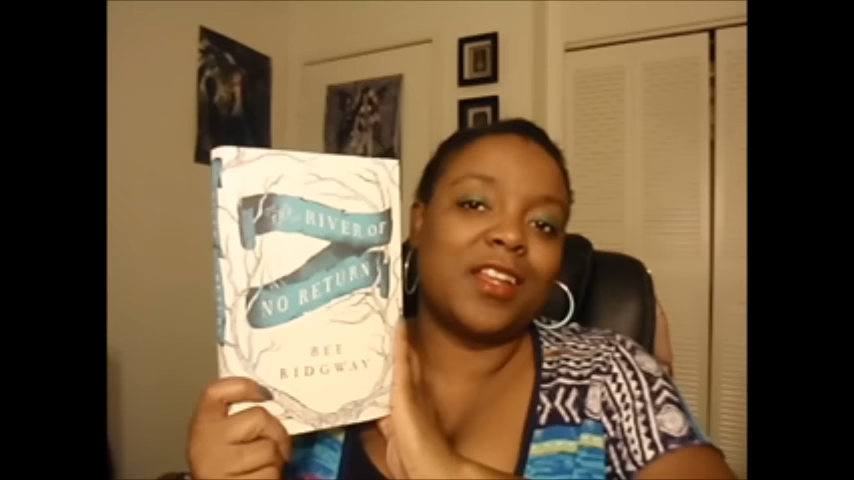 THE RIVER OF
NO RETURN
BEE
RIDGWAY